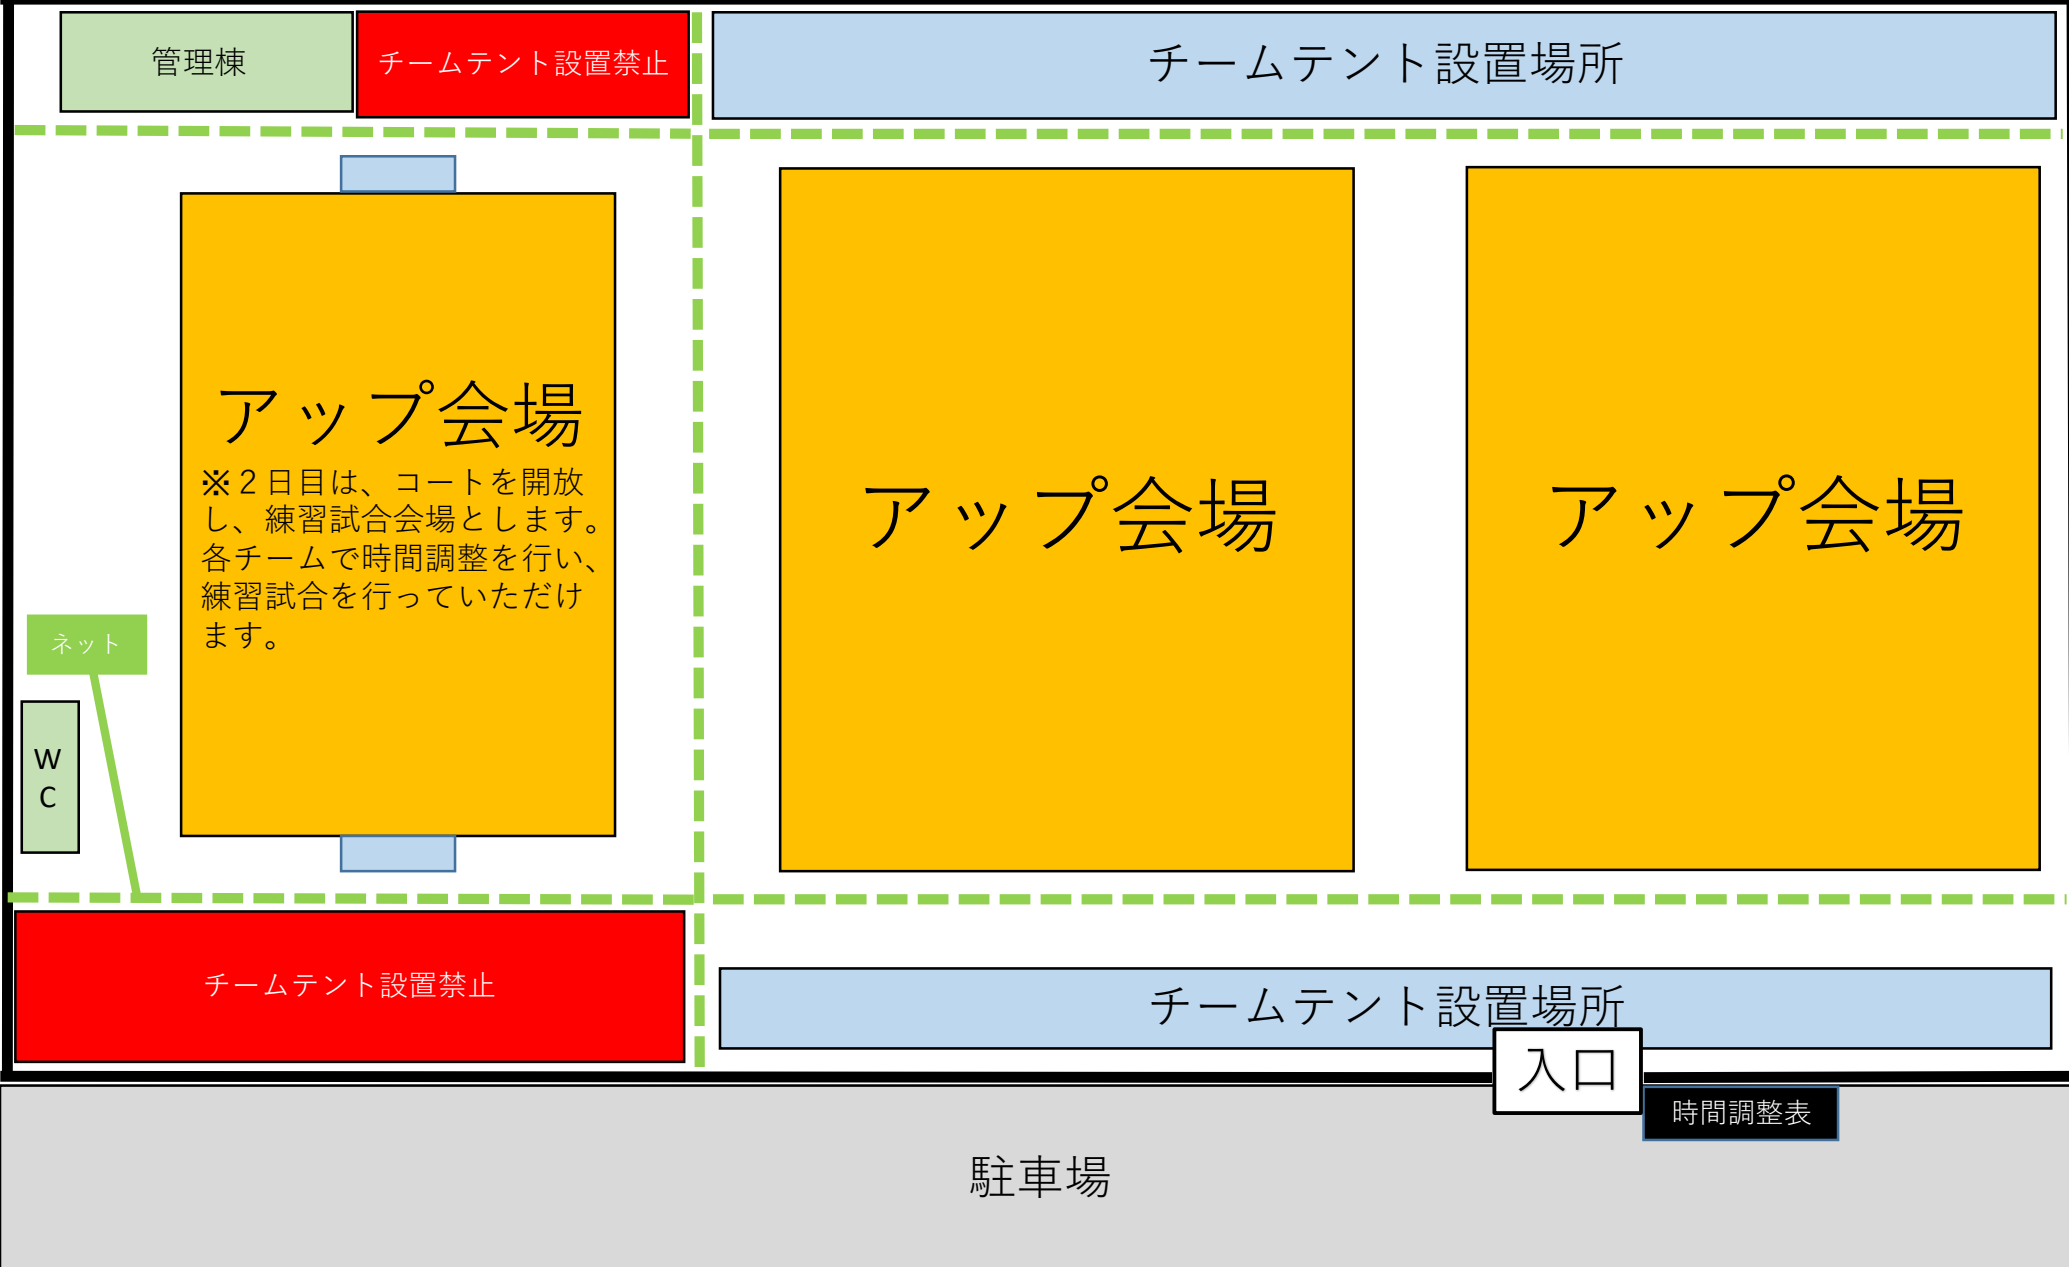 管理棟
チームテント設置禁止
チームテント設置場所
アップ会場
※２日目は、コートを開放
し、練習試合会場とします。
各チームで時間調整を行い、
練習試合を行っていただけ
ます。
アップ会場
アップ会場
ネット
W
C
チームテント設置禁止
チームテント設置場所
入口
時間調整表
駐車場